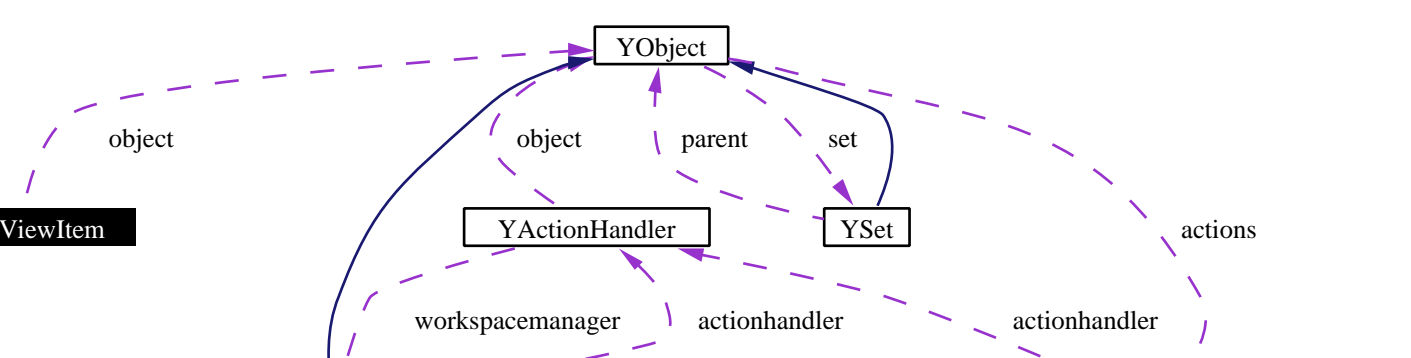 YObject
object
object
parent
set
ViewItem
YActionHandler
YSet
actions
workspacemanager
actionhandler
actionhandler